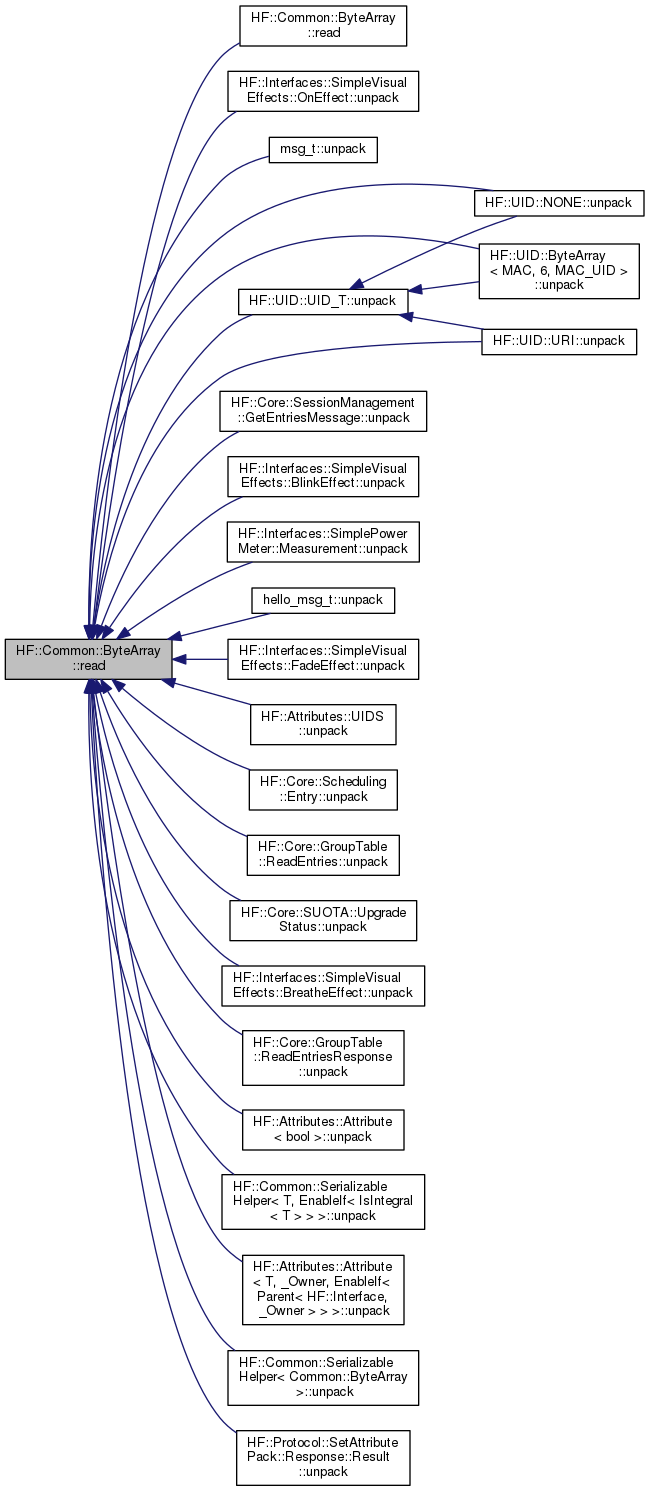 HF::Common::ByteArray
::read
HF::Interfaces::SimpleVisual
Effects::OnEffect::unpack
msg_t::unpack
HF::UID::NONE::unpack
HF::UID::ByteArray
< MAC, 6, MAC_UID >
::unpack
HF::UID::UID_T::unpack
HF::UID::URI::unpack
HF::Core::SessionManagement
::GetEntriesMessage::unpack
HF::Interfaces::SimpleVisual
Effects::BlinkEffect::unpack
HF::Interfaces::SimplePower
Meter::Measurement::unpack
hello_msg_t::unpack
HF::Common::ByteArray
::read
HF::Interfaces::SimpleVisual
Effects::FadeEffect::unpack
HF::Attributes::UIDS
::unpack
HF::Core::Scheduling
::Entry::unpack
HF::Core::GroupTable
::ReadEntries::unpack
HF::Core::SUOTA::Upgrade
Status::unpack
HF::Interfaces::SimpleVisual
Effects::BreatheEffect::unpack
HF::Core::GroupTable
::ReadEntriesResponse
::unpack
HF::Attributes::Attribute
< bool >::unpack
HF::Common::Serializable
Helper< T, EnableIf< IsIntegral
< T > > >::unpack
HF::Attributes::Attribute
< T, _Owner, EnableIf<
Parent< HF::Interface,
_Owner > > >::unpack
HF::Common::Serializable
Helper< Common::ByteArray
>::unpack
HF::Protocol::SetAttribute
Pack::Response::Result
::unpack